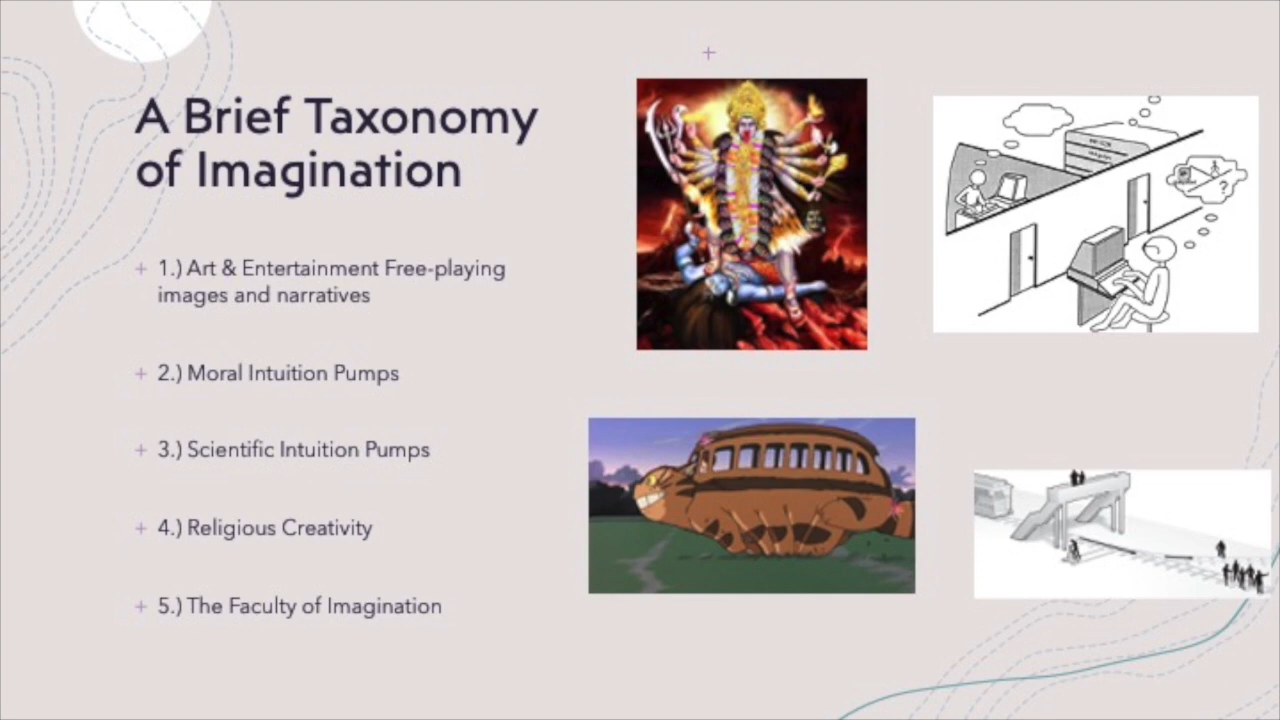 A Brief Taxonomy
of Imagination
+ 1.) Art & Entertainment Free-playing
images and narratives
+ 2.) Moral Intuition Pumps
+ 3.) Scientific Intuition Pumps
+ 4.) Religious Creativity
+ 5.) The Faculty of Imagination
?